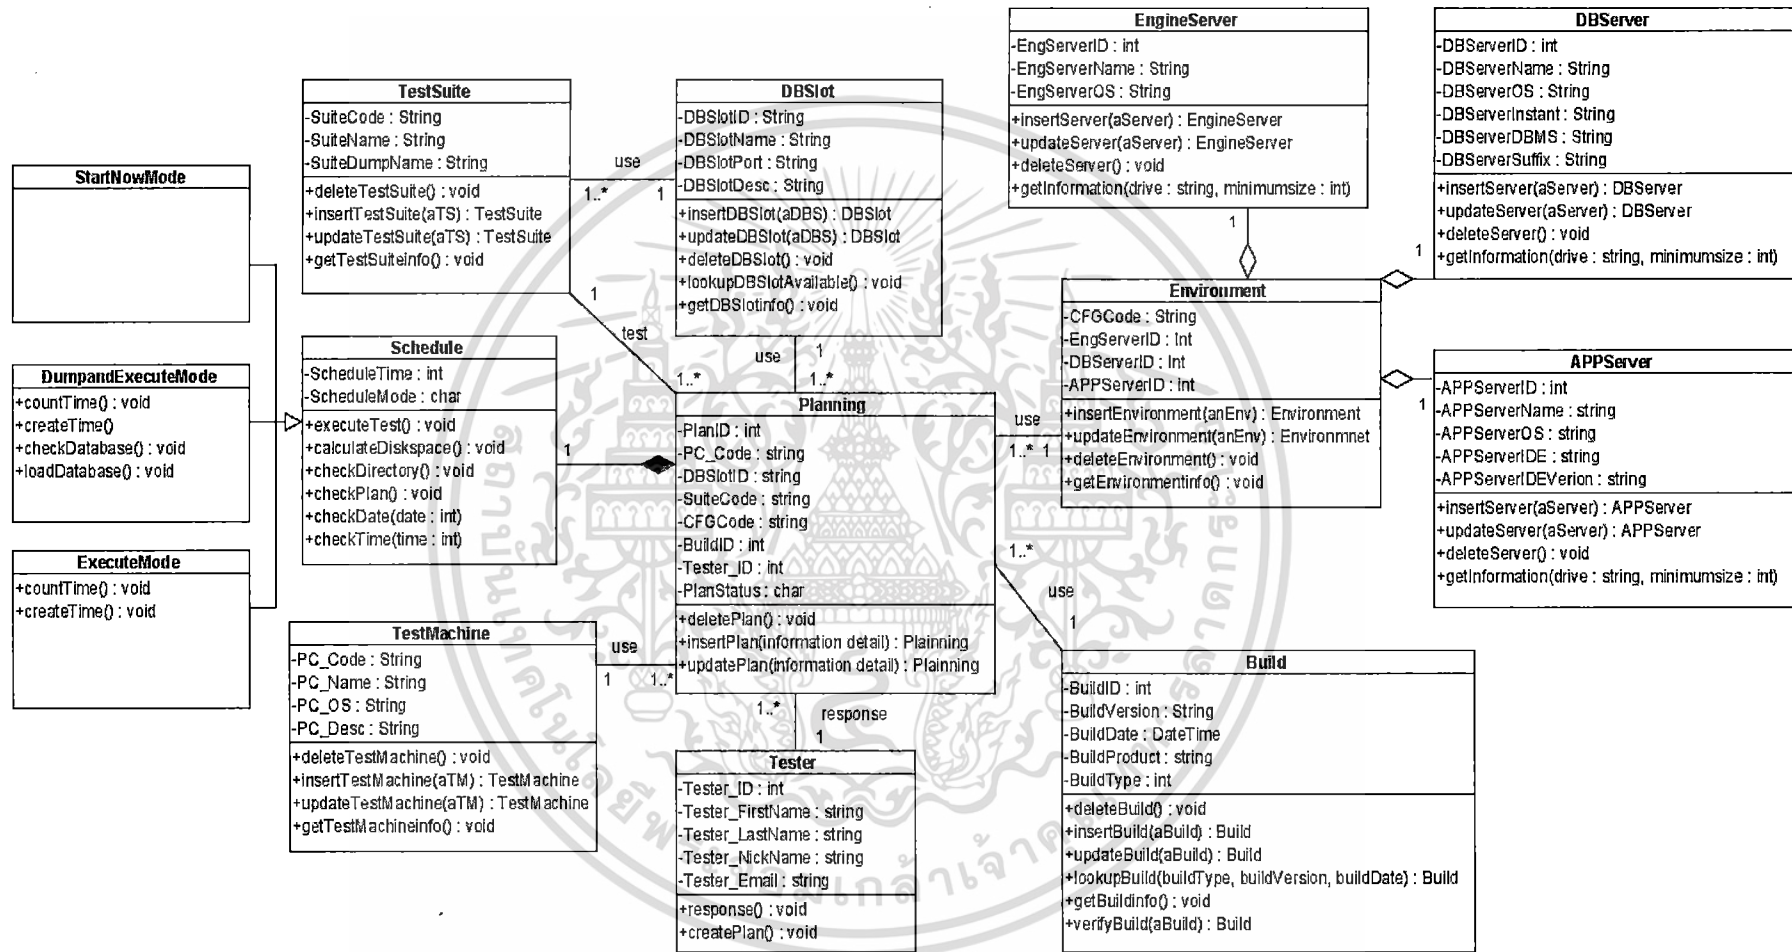 EngineServer
-EngServerID : int
-EngServerName : String
-EngServerOS : String
+insertServer(aServer) : EngineServer
+updateServer(aServer) : EngineServer
+deleteServer() : void
+getInformation(drive : string, minimumsize : int)
DBServer
-DBServerID : int
-DBServerName : String
-DBServerOS : String
-DBServerInstant : String
-DBServerDBMS : String
-DBServerSuffix : String
+insertServer(aServer) : DBServer
+updateServer(aServer) : DBServer
+deleteServer() : void
+getInformation(drive : string, minimumsize : int)
TestSuite
-SuiteCode : String
-SuiteName : String
-SuiteDumpName : String
+deleteTestSuite() : void
+insertTestSuite(aTS) : TestSuite
+updateTestSuite(aTS) : TestSuite
+getTestSuiteinfo() : void
use
1..*
1
DBSlot
-DBSlotID : String
-DBSlotName : String
-DBSlotPort : String
-DBSlotDesc : String
+insertDBSlot(aDBS) : DBSlot
+updateDBSlot(aDBS) : DBSlot
+deleteDBSlot() : void
+lookupDBSlotAvailable() : void
+getDBSlotinfo() : void
StartNowMode
1
1
Environment
-CFGCode : String
-EngServerID : Int
-DBServerID : Int
-APPServerID : Int
+insertEnvironment(anEnv) : Environment
+updateEnvironment(anEnv) : Environmnet
+deleteEnvironment() : void
+getEnvironmentinfo() : void
1
test
1..*
use
1
1..*
Schedule
-ScheduleTime : int
-ScheduleMode : char
+executeTest() : void
+calculateDiskspace() : void
+checkDirectory() : void
+checkPlan() : void
+checkDate(date : int)
+checkTime(time : int)
1
DumpandExecuteMode
+countTime() : void
+createTime()
+checkDatabase() : void
+loadDatabase() : void
APPServer
-APPServerID : int
-APPServerName : string
-APPServerOS : string
-APPServerIDE : string
-APPServerIDEVerion : string
+insertServer(aServer) : APPServer
+updateServer(aServer) : APPServer
+deleteServer() : void
+getInformation(drive : string, minimumsize : int)
1
Planning
-PlanID : int
-PC_Code : string
-DBSlotID : string
-SuiteCode : string
-CFGCode : string
-BuildID : int
-Tester_ID : int
-PlanStatus : char
+deletePlan() : void
+insertPlan(information detail) : Plainning
+updatePlan(information detail) : Plainning
use
1..*
1
ExecuteMode
+countTime() : void
+createTime() : void
1..*
use
1
TestMachine
-PC_Code : String
-PC_Name : String
-PC_OS : String
-PC_Desc : String
+deleteTestMachine() : void
+insertTestMachine(aTM) : TestMachine
+updateTestMachine(aTM) : TestMachine
+getTestMachineinfo() : void
use
1
1..*
1..*
response
1
Tester
-Tester_ID : int
-Tester_FirstName : string
-Tester_LastName : string
-Tester_NickName : string
-Tester_Email : string
+response() : void
+createPlan() : void
Build
-BuildID : int
-BuildVersion : String
-BuildDate : DateTime
-BuildProduct : string
-BuildType : int
+deleteBuild() : void
+insertBuild(aBuild) : Build
+updateBuild(aBuild) : Build
+lookupBuild(buildType, buildVersion, buildDate) : Build
+getBuildinfo() : void
+verifyBuild(aBuild) : Build